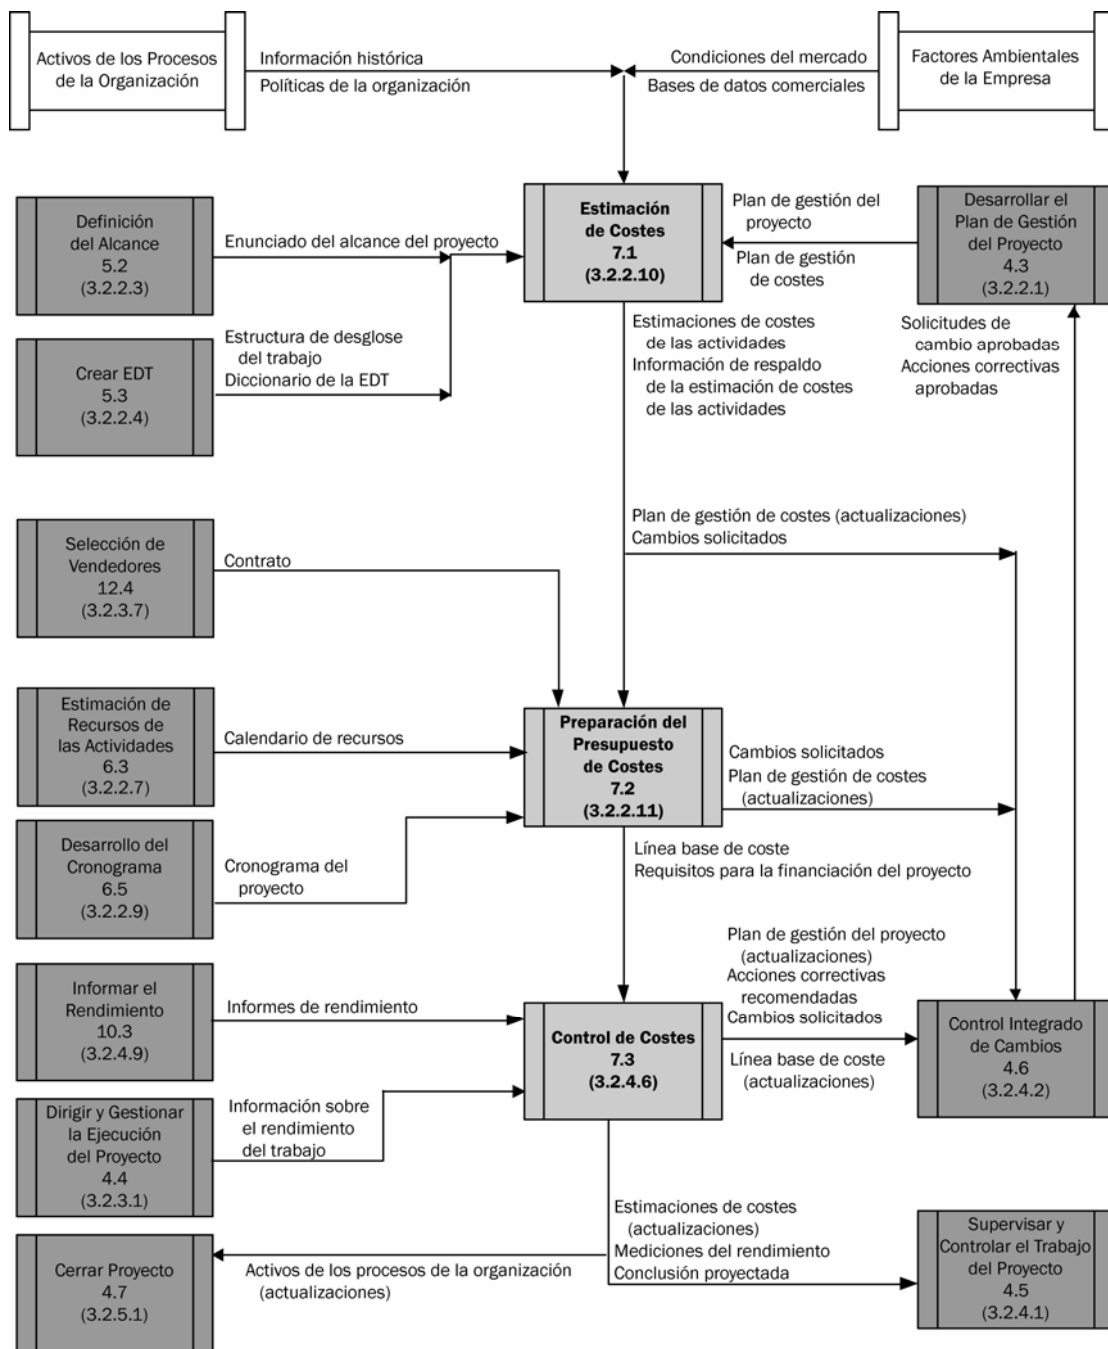 Activos de los Procesos
de la Organización
Información histórica
Políticas de la organización
Condiciones del mercado
Bases de datos comerciales
Factores Ambientales
de la Empresa
Definición
del Alcance
5.2
(3.2.2.3)
Enunciado del alcance del proyecto
Estimación
de Costes
7.1
(3.2.2.10)
Plan de gestión del
proyecto
Plan de gestión
de costes
Desarrollar el
Plan de Gestión
del Proyecto
4.3
(3.2.2.1)
Crear EDT
5.3
(3.2.2.4)
Estructura de desglose
del trabajo
Diccionario de la EDT
Estimaciones de costes
de las actividades
Información de respaldo
de la estimación de costes
de las actividades
Solicitudes de
cambio aprobadas
Acciones correctivas
aprobadas
Selección de
Vendedores
12.4
(3.2.3.7)
Contrato
Plan de gestión de costes (actualizaciones)
Cambios solicitados
Estimación de
Recursos de
las Actividades
6.3
(3.2.2.7)
Calendario de recursos
Preparación del
Presupuesto
de Costes
7.2
(3.2.2.11)
Cambios solicitados
Plan de gestión de costes
(actualizaciones)
Desarrollo del
Cronograma
6.5
(3.2.2.9)
Cronograma del
proyecto
Línea base de coste
Requisitos para la financiación del proyecto
Informar el
Rendimiento
10.3
(3.2.4.9)
Informes de rendimiento
Control de Costes
7.3
(3.2.4.6)
Plan de gestión del proyecto
(actualizaciones)
Acciones correctivas
recomendadas
Cambios solicitados
Línea base de coste
(actualizaciones)
Control Integrado
de Cambios
4.6
(3.2.4.2)
Dirigir y Gestionar
la Ejecución
del Proyecto
4.4
(3.2.3.1)
Información sobre
el rendimiento
del trabajo
Estimaciones de costes
(actualizaciones)
Mediciones del rendimiento
Conclusión proyectada
Supervisar y
Controlar el Trabajo
del Proyecto
4.5
(3.2.4.1)
Cerrar Proyecto
4.7
(3.2.5.1)
Activos de los procesos de la organización
(actualizaciones)